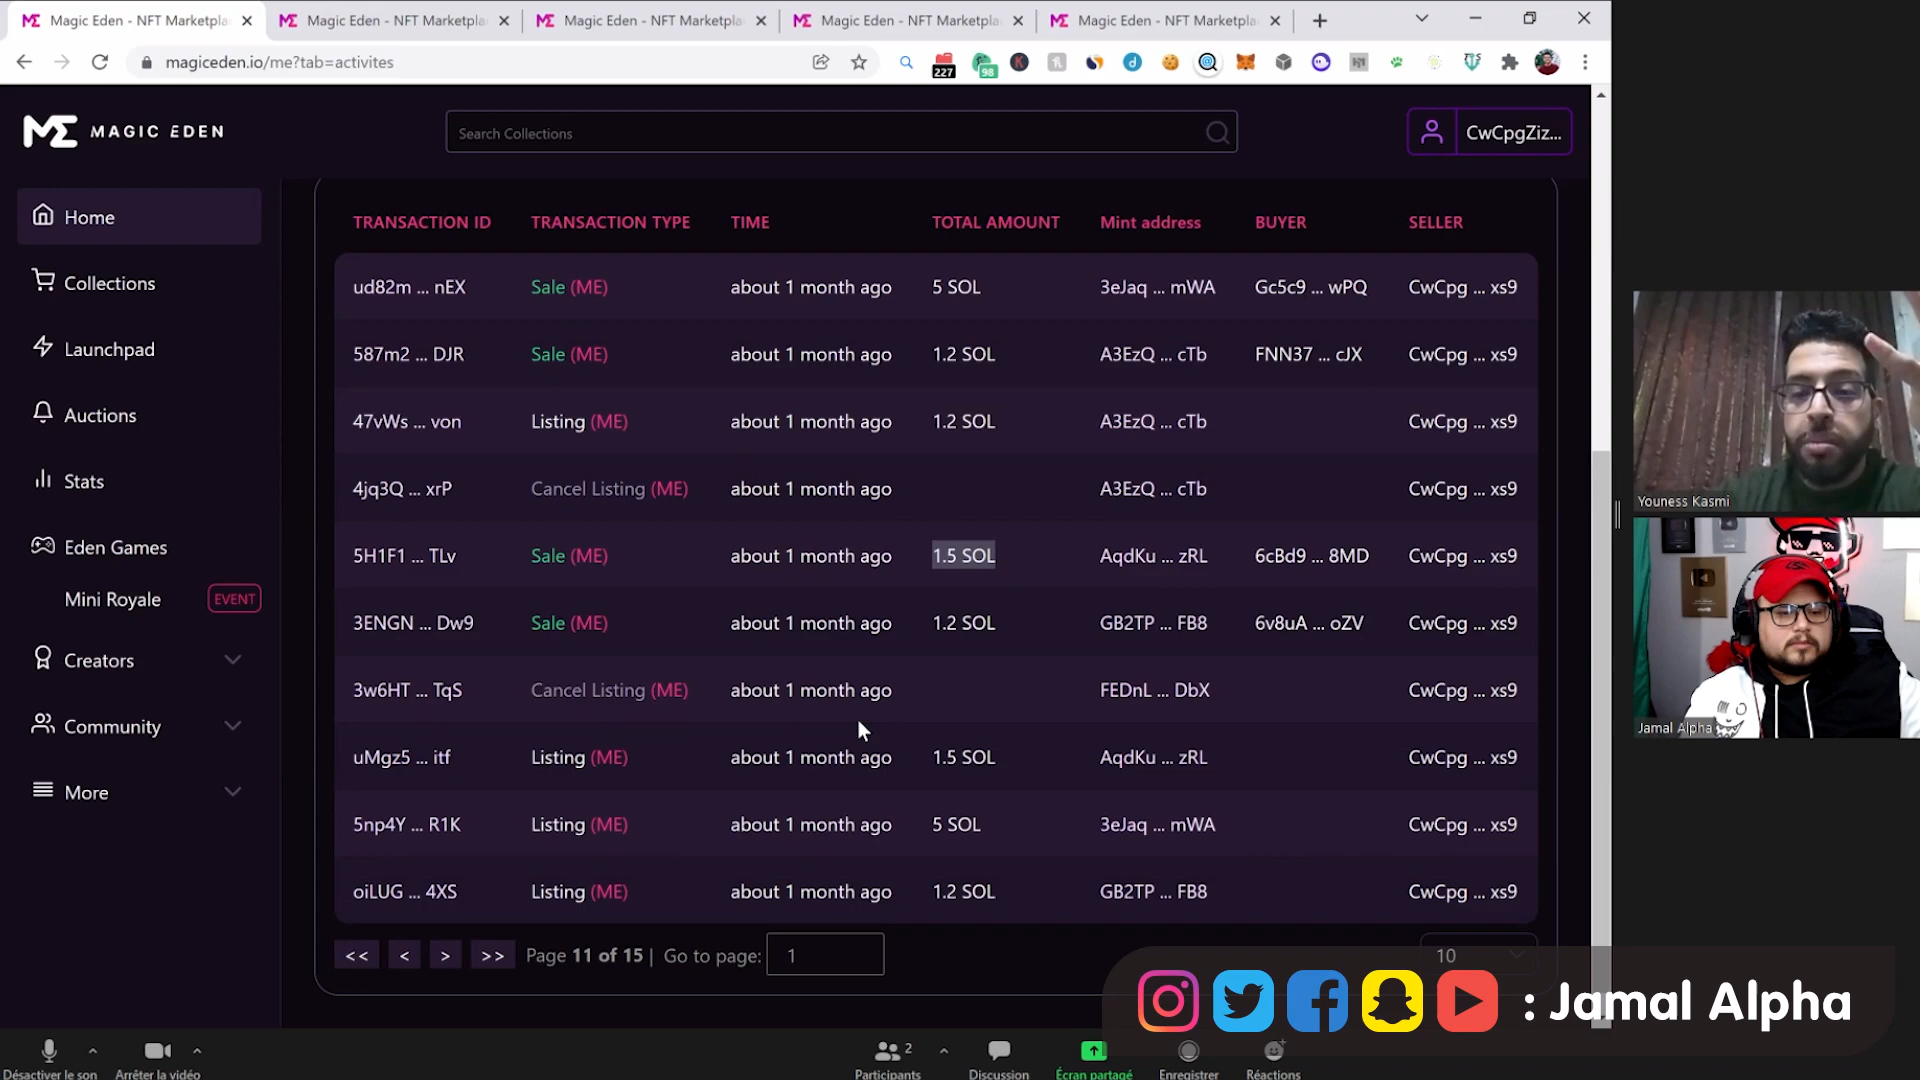 Magic Eden - NFT Marketpla
Magic Eden - NFT Marketpla
Magic Eden - NFT Marketpla
Magic Eden - NFT Marketpla
Magic Eden - NFT Marketpla
magiceden.io/me?tab=activites
227
98
MAGIC EDEN
Search Collections
CwCpgZiz...
Home
Collections
Launchpad
Auctions
Stats
Eden Games
Mini Royale EVENT
Creators
Community
More
TRANSACTION ID TRANSACTION TYPE TIME TOTAL AMOUNT Mint address BUYER SELLER
ud82m ... nEX Sale (ME) about 1 month ago 5 SOL 3eJaq ... mWA Gc5c9 ... wPQ CwCpg ... xs9
587m2 ... DJR Sale (ME) about 1 month ago 1.2 SOL A3EzQ ... cTb FNN37 ... cJX CwCpg ... xs9
47vWs ... von Listing (ME) about 1 month ago 1.2 SOL A3EzQ ... cTb CwCpg ... xs9
4jq3Q ... xrP Cancel Listing (ME) about 1 month ago A3EzQ ... cTb CwCpg ... xs9
5H1F1 ... TLv Sale (ME) about 1 month ago 1.5 SOL AqdKu ... zRL 6cBd9 ... 8MD CwCpg ... xs9
3ENGN ... Dw9 Sale (ME) about 1 month ago 1.2 SOL GB2TP ... FB8 6v8uA ... oZV CwCpg ... xs9
3w6HT ... TqS Cancel Listing (ME) about 1 month ago FEDnL ... DbX CwCpg ... xs9
uMgz5 ... itf Listing (ME) about 1 month ago 1.5 SOL AqdKu ... zRL CwCpg ... xs9
5np4Y ... R1K Listing (ME) about 1 month ago 5 SOL 3eJaq ... mWA CwCpg ... xs9
oiLUG ... 4XS Listing (ME) about 1 month ago 1.2 SOL GB2TP ... FB8 CwCpg ... xs9
<< < > >> Page 11 of 15 | Go to page: 1
10
Youness Kasmi
Jamal Alpha
: Jamal Alpha
Désactiver le son
Arrêter la vidéo
2
Participants
Discussion
Écran partagé
Enregistrer
Réactions